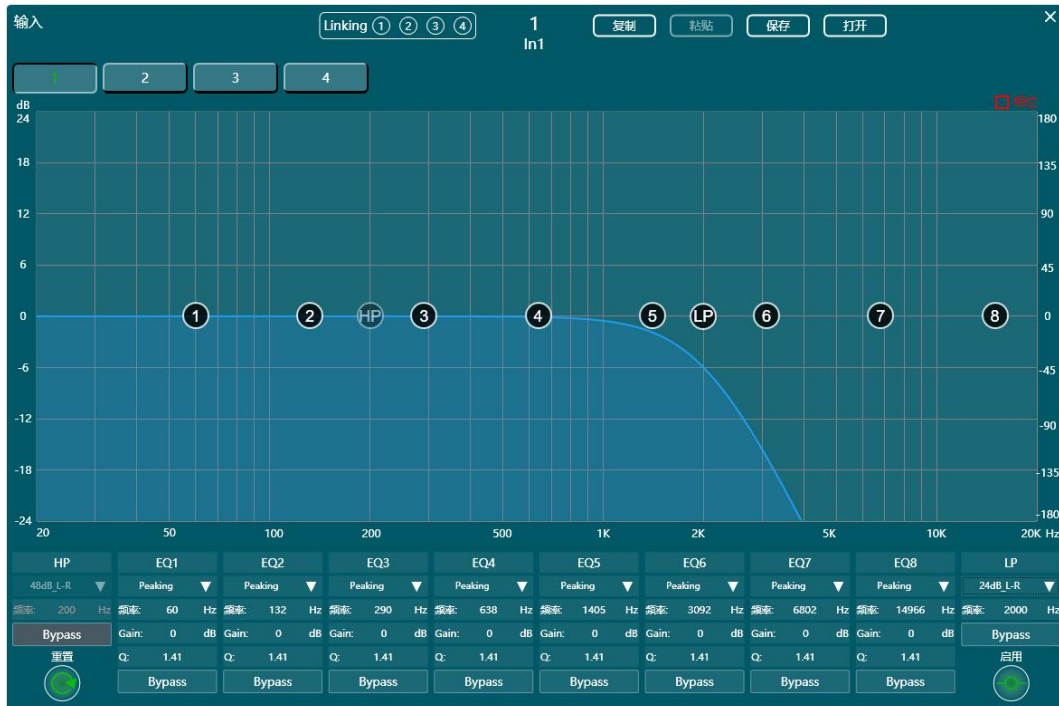 输入 Linking 1 2 3 4 1 复制 粘贴 保存 打开
In1
1 2 3 4
dB 相位
24 180
18 135
12 90
6 45
0 1 2 HP 3 4 5 LP 6 7 8 0
-6 -45
-12 -90
-18 -135
-24 -180
20 50 100 200 500 1K 2K 5K 10K 20K Hz
HP EQ1 EQ2 EQ3 EQ4 EQ5 EQ6 EQ7 EQ8 LP
48dB_L-R Peaking Peaking Peaking Peaking Peaking Peaking Peaking Peaking 24dB_L-R
频率: 200 Hz 频率: 60 Hz 频率: 132 Hz 频率: 290 Hz 频率: 638 Hz 频率: 1405 Hz 频率: 3092 Hz 频率: 6802 Hz 频率: 14966 Hz 频率: 2000 Hz
Bypass Gain: 0 dB Gain: 0 dB Gain: 0 dB Gain: 0 dB Gain: 0 dB Gain: 0 dB Gain: 0 dB Gain: 0 dB Bypass
重置 Q: 1.41 Q: 1.41 Q: 1.41 Q: 1.41 Q: 1.41 Q: 1.41 Q: 1.41 Q: 1.41 启用
Bypass Bypass Bypass Bypass Bypass Bypass Bypass Bypass